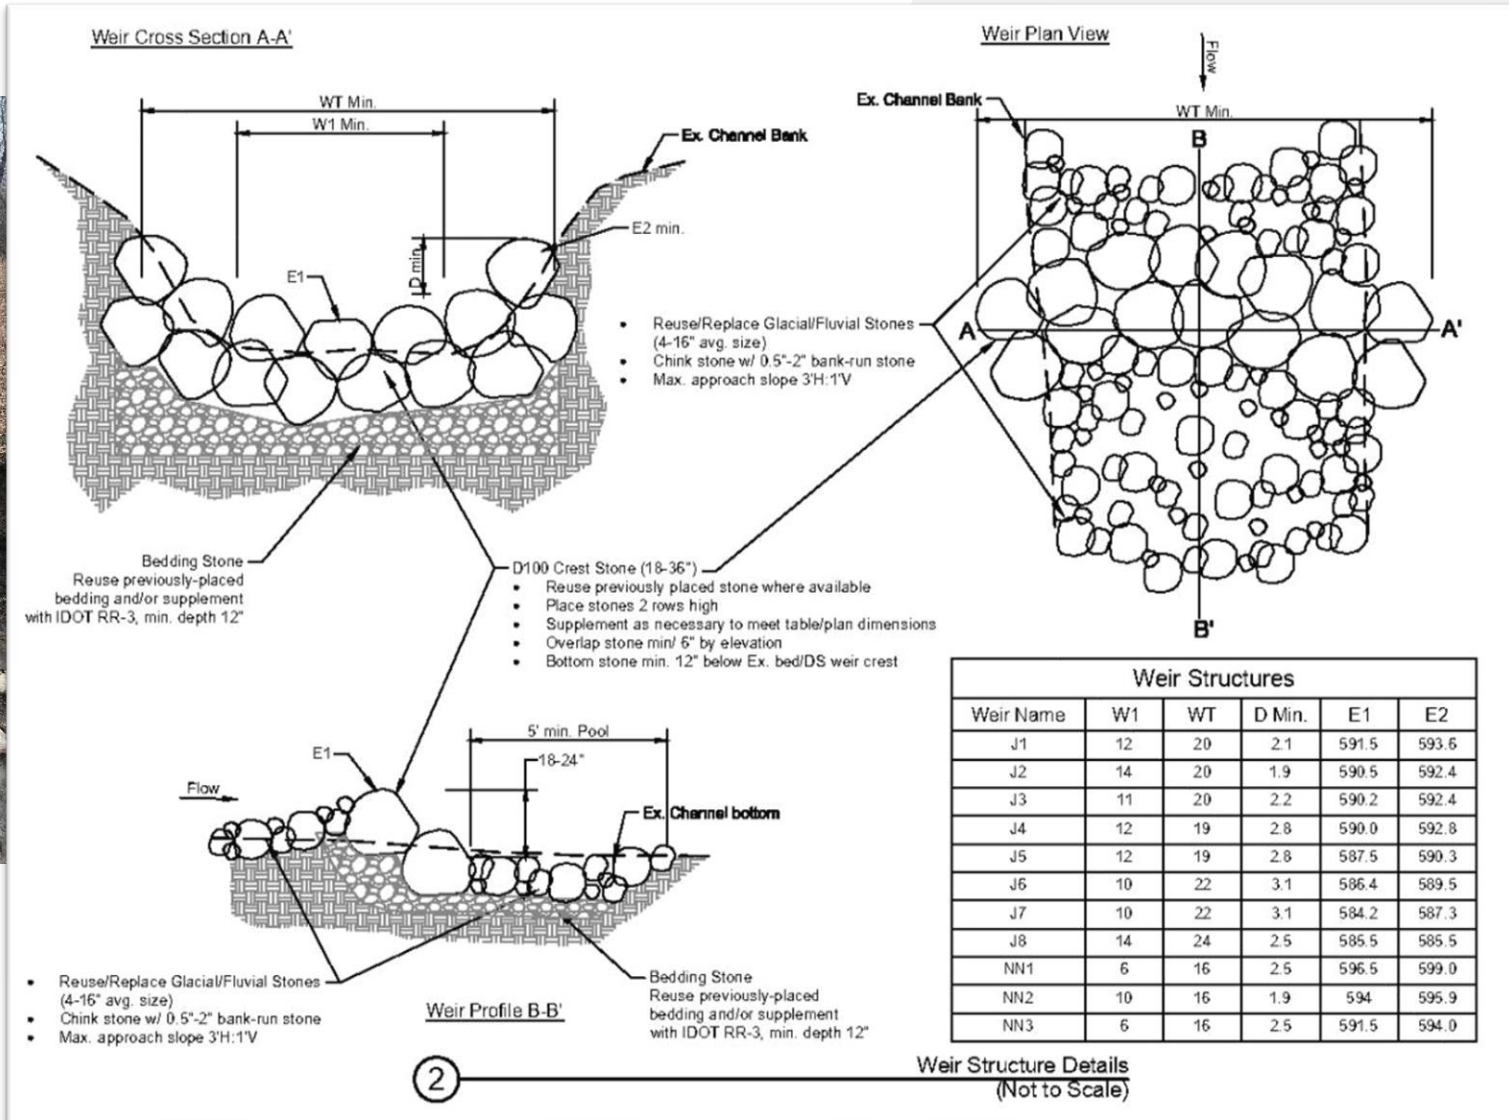 Weir Cross Section A-A'
WT Min.
W1 Min.
Ex. Channel Bank
E2 min.
D min
E1
Weir Plan View
Flow
Ex. Channel Bank
WT Min.
B
A
A'
B'
• Reuse/Replace Glacial/Fluvial Stones
(4-16" avg. size)
• Chink stone w/ 0.5"-2" bank-run stone
• Max. approach slope 3'H:1'V
Bedding Stone
Reuse previously-placed
bedding and/or supplement
with IDOT RR-3, min. depth 12"
D100 Crest Stone (18-36")
• Reuse previously placed stone where available
• Place stones 2 rows high
• Supplement as necessary to meet table/plan dimensions
• Overlap stone min/ 6" by elevation
• Bottom stone min. 12" below Ex. bed/DS weir crest
5' min. Pool
18-24"
E1
Flow
Ex. Channel bottom
• Reuse/Replace Glacial/Fluvial Stones
(4-16" avg. size)
• Chink stone w/ 0.5"-2" bank-run stone
• Max. approach slope 3'H:1'V
Weir Profile B-B'
Bedding Stone
Reuse previously-placed
bedding and/or supplement
with IDOT RR-3, min. depth 12"
Weir Structures
Weir Name W1 WT D Min. E1 E2
J1 12 20 2.1 591.5 593.6
J2 14 20 1.9 590.5 592.4
J3 11 20 2.2 590.2 592.4
J4 12 19 2.8 590.0 592.8
J5 12 19 2.8 587.5 590.3
J6 10 22 3.1 586.4 589.5
J7 10 22 3.1 584.2 587.3
J8 14 24 2.5 585.5 585.5
NN1 6 16 2.5 596.5 599.0
NN2 10 16 1.9 594 595.9
NN3 6 16 2.5 591.5 594.0
2
Weir Structure Details
(Not to Scale)